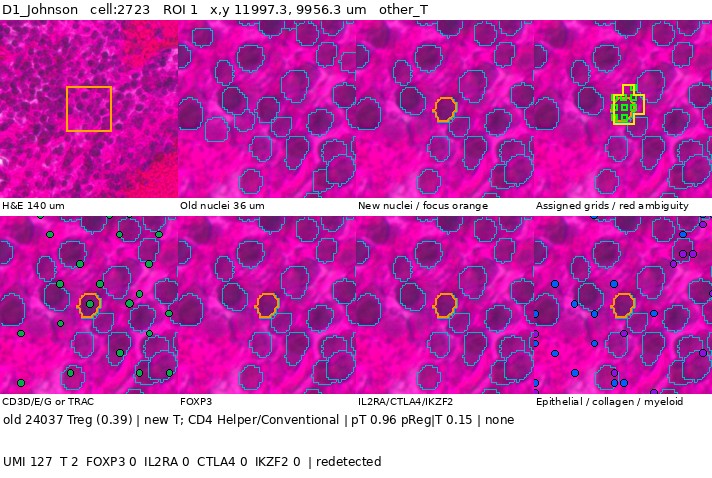 D1_Johnson   cell:2723   ROI 1   x,y 11997.3, 9956.3 um   other_T
H&E 140 um
Old nuclei 36 um
New nuclei / focus orange
Assigned grids / red ambiguity
CD3D/E/G or TRAC
FOXP3
IL2RA/CTLA4/IKZF2
Epithelial / collagen / myeloid
old 24037 Treg (0.39) | new T; CD4 Helper/Conventional | pT 0.96 pReg|T 0.15 | none
UMI 127  T 2  FOXP3 0  IL2RA 0  CTLA4 0  IKZF2 0  | redetected